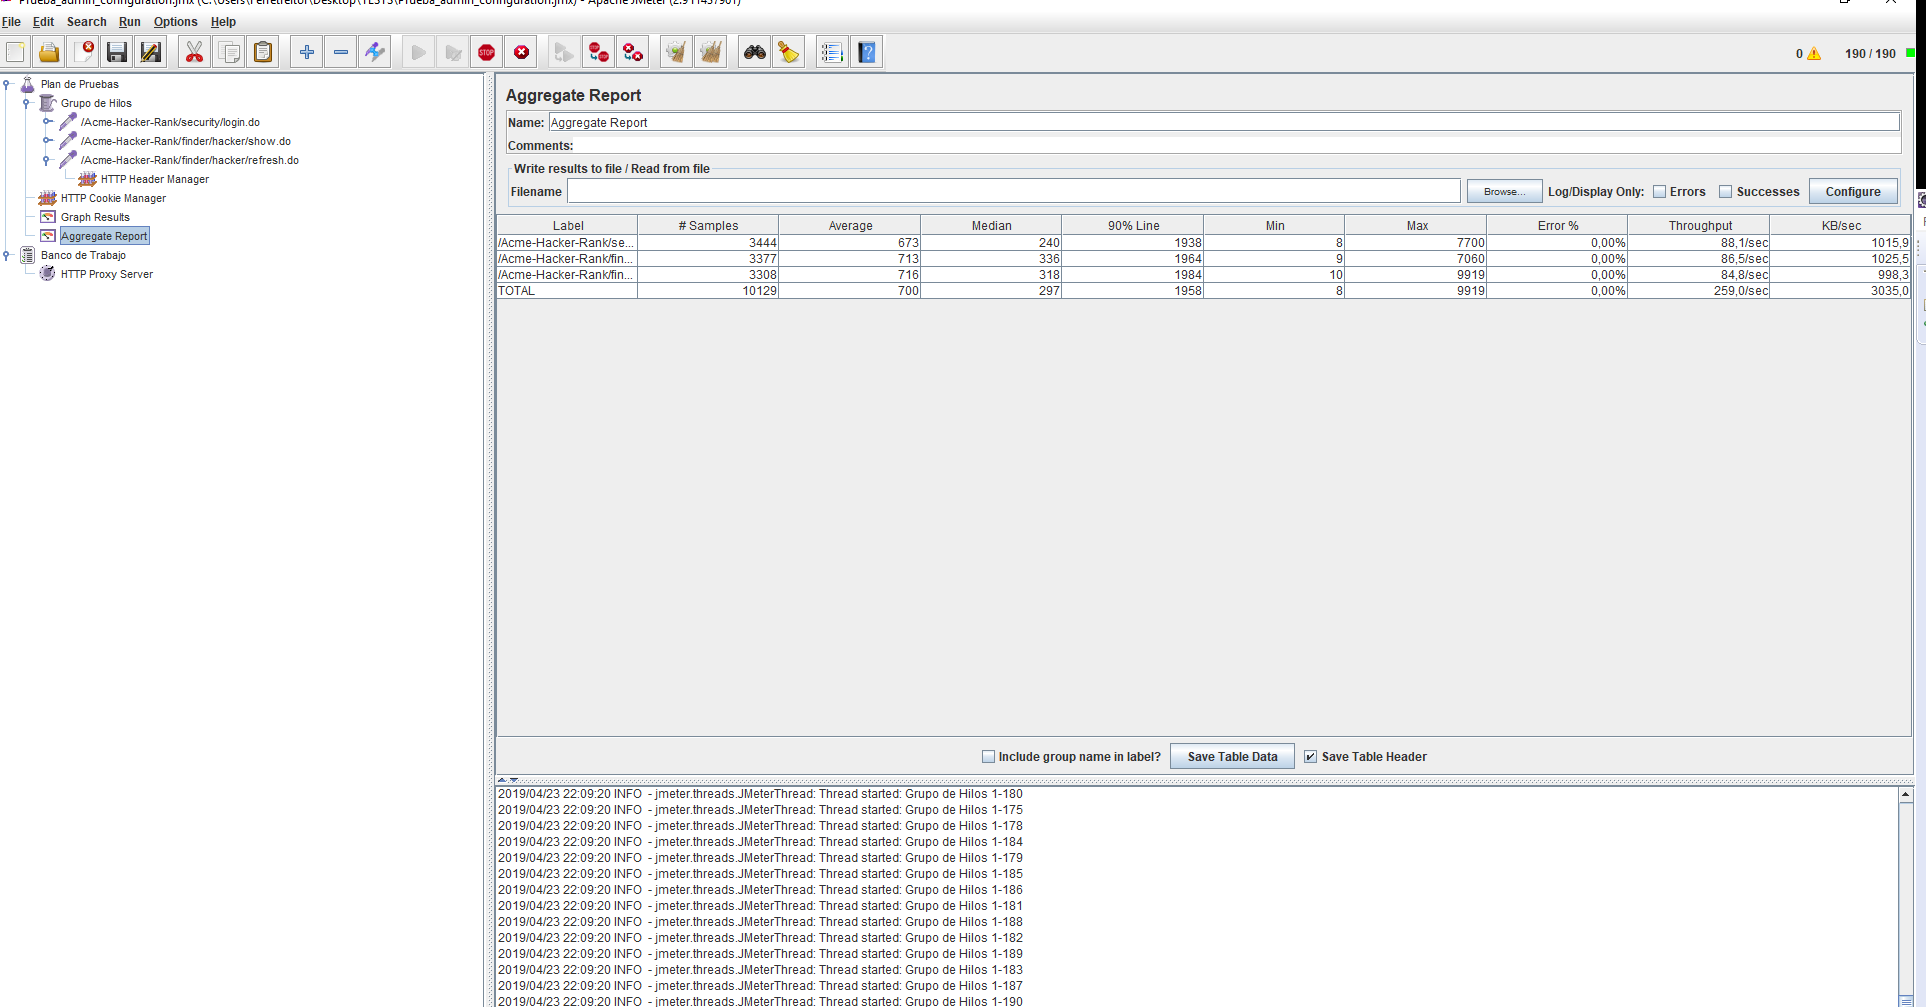 Prueba_admin_configuration.jmx (C:\Users\Ferretreitor\Desktop\TESTS\Prueba_admin_configuration.jmx) - Apache JMeter (2.9.1437961)
File Edit Search Run Options Help
STOP
0 190 / 190
Plan de Pruebas
Grupo de Hilos
/Acme-Hacker-Rank/security/login.do
/Acme-Hacker-Rank/finder/hacker/show.do
/Acme-Hacker-Rank/finder/hacker/refresh.do
HTTP Header Manager
HTTP Cookie Manager
Graph Results
Aggregate Report
Banco de Trabajo
HTTP Proxy Server
Aggregate Report
Name: Aggregate Report
Comments:
Write results to file / Read from file
Filename Browse... Log/Display Only: Errors Successes Configure
Label # Samples Average Median 90% Line Min Max Error % Throughput KB/sec
/Acme-Hacker-Rank/se... 3444 673 240 1938 8 7700 0,00% 88,1/sec 1015,9
/Acme-Hacker-Rank/fin... 3377 713 336 1964 9 7060 0,00% 86,5/sec 1025,5
/Acme-Hacker-Rank/fin... 3308 716 318 1984 10 9919 0,00% 84,8/sec 998,3
TOTAL 10129 700 297 1958 8 9919 0,00% 259,0/sec 3035,0
Include group name in label? Save Table Data Save Table Header
2019/04/23 22:09:20 INFO - jmeter.threads.JMeterThread: Thread started: Grupo de Hilos 1-180
2019/04/23 22:09:20 INFO - jmeter.threads.JMeterThread: Thread started: Grupo de Hilos 1-175
2019/04/23 22:09:20 INFO - jmeter.threads.JMeterThread: Thread started: Grupo de Hilos 1-178
2019/04/23 22:09:20 INFO - jmeter.threads.JMeterThread: Thread started: Grupo de Hilos 1-184
2019/04/23 22:09:20 INFO - jmeter.threads.JMeterThread: Thread started: Grupo de Hilos 1-179
2019/04/23 22:09:20 INFO - jmeter.threads.JMeterThread: Thread started: Grupo de Hilos 1-185
2019/04/23 22:09:20 INFO - jmeter.threads.JMeterThread: Thread started: Grupo de Hilos 1-186
2019/04/23 22:09:20 INFO - jmeter.threads.JMeterThread: Thread started: Grupo de Hilos 1-181
2019/04/23 22:09:20 INFO - jmeter.threads.JMeterThread: Thread started: Grupo de Hilos 1-188
2019/04/23 22:09:20 INFO - jmeter.threads.JMeterThread: Thread started: Grupo de Hilos 1-182
2019/04/23 22:09:20 INFO - jmeter.threads.JMeterThread: Thread started: Grupo de Hilos 1-189
2019/04/23 22:09:20 INFO - jmeter.threads.JMeterThread: Thread started: Grupo de Hilos 1-183
2019/04/23 22:09:20 INFO - jmeter.threads.JMeterThread: Thread started: Grupo de Hilos 1-187
2019/04/23 22:09:20 INFO - jmeter.threads.JMeterThread: Thread started: Grupo de Hilos 1-190